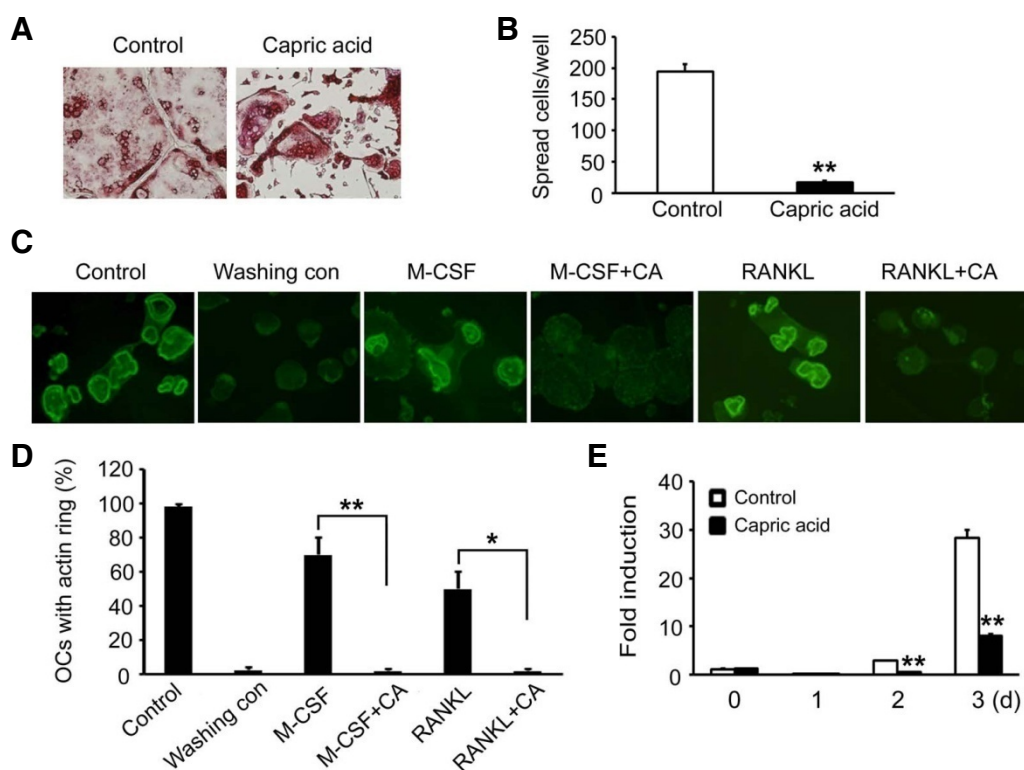 A
Control Capric acid
B
Spread cells/well
250
200
150
100
50
0
**
Control Capric acid
C
Control Washing con M-CSF M-CSF+CA RANKL RANKL+CA
D
OCs with actin ring (%)
120
100
80
60
40
20
0
** *
Control Washing con M-CSF M-CSF+CA RANKL RANKL+CA
E
Fold induction
40
30
20
10
0
Control
Capric acid
** **
0 1 2 3 (d)